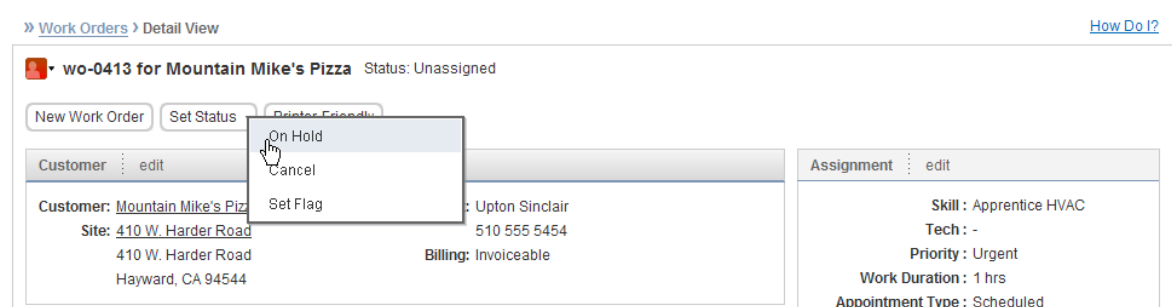 » Work Orders › Detail View
How Do I?
wo-0413 for Mountain Mike's Pizza Status: Unassigned
New Work Order Set Status Printer Friendly
On Hold
Cancel
Set Flag
Customer edit
Customer: Mountain Mike's
Site: 410 W. Harder Road
410 W. Harder Road
Hayward, CA 94544
: Upton Sinclair
510 555 5454
Billing: Invoiceable
Assignment edit
Skill : Apprentice HVAC
Tech : -
Priority : Urgent
Work Duration : 1 hrs
Appointment Type : Scheduled